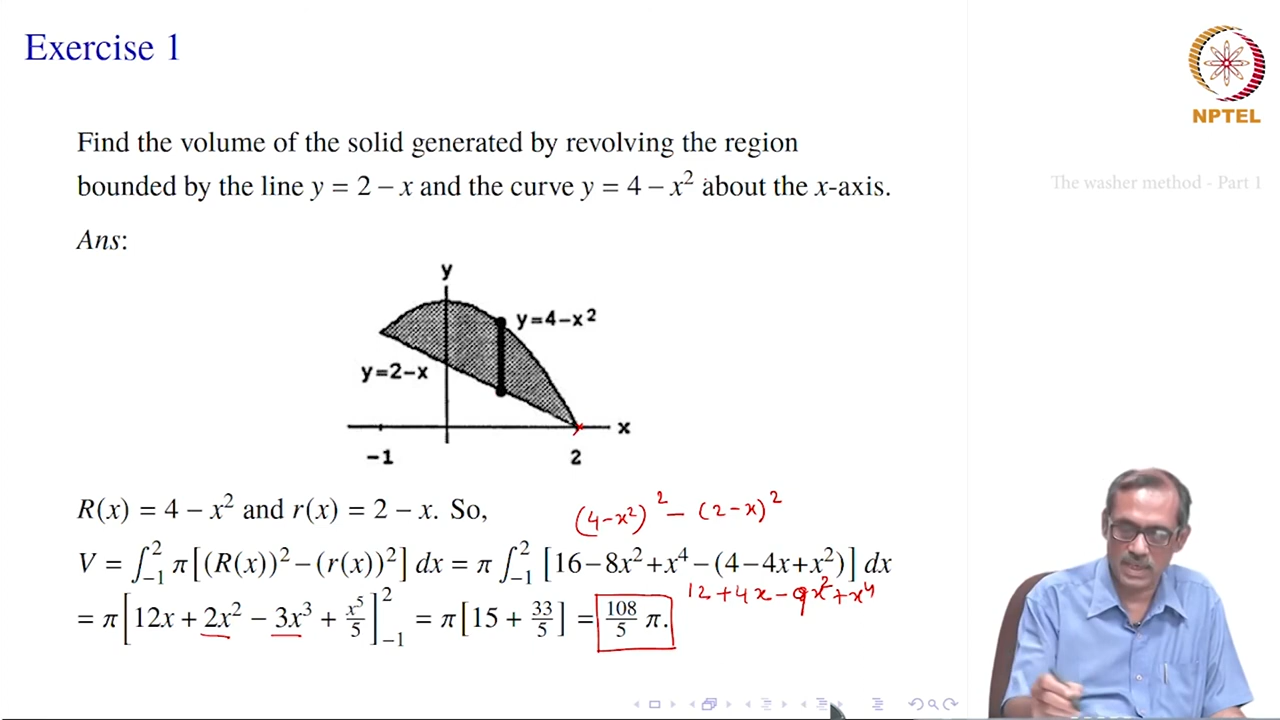 Exercise 1
NPTEL
Find the volume of the solid generated by revolving the region
bounded by the line y = 2 − x and the curve y = 4 − x² about the x-axis.
The washer method - Part 1
Ans:
y
y=4−x²
y=2−x
x
−1
2
R(x) = 4 − x² and r(x) = 2 − x. So,
(4−x²)² − (2−x)²
V = ∫₋₁² π[(R(x))² − (r(x))²] dx = π ∫₋₁² [16−8x²+x⁴−(4−4x+x²)] dx
12+4x−9x²+x⁴
= π[12x + 2x² − 3x³ + x⁵/5]₋₁² = π[15 + 33/5] = 108/5 π.